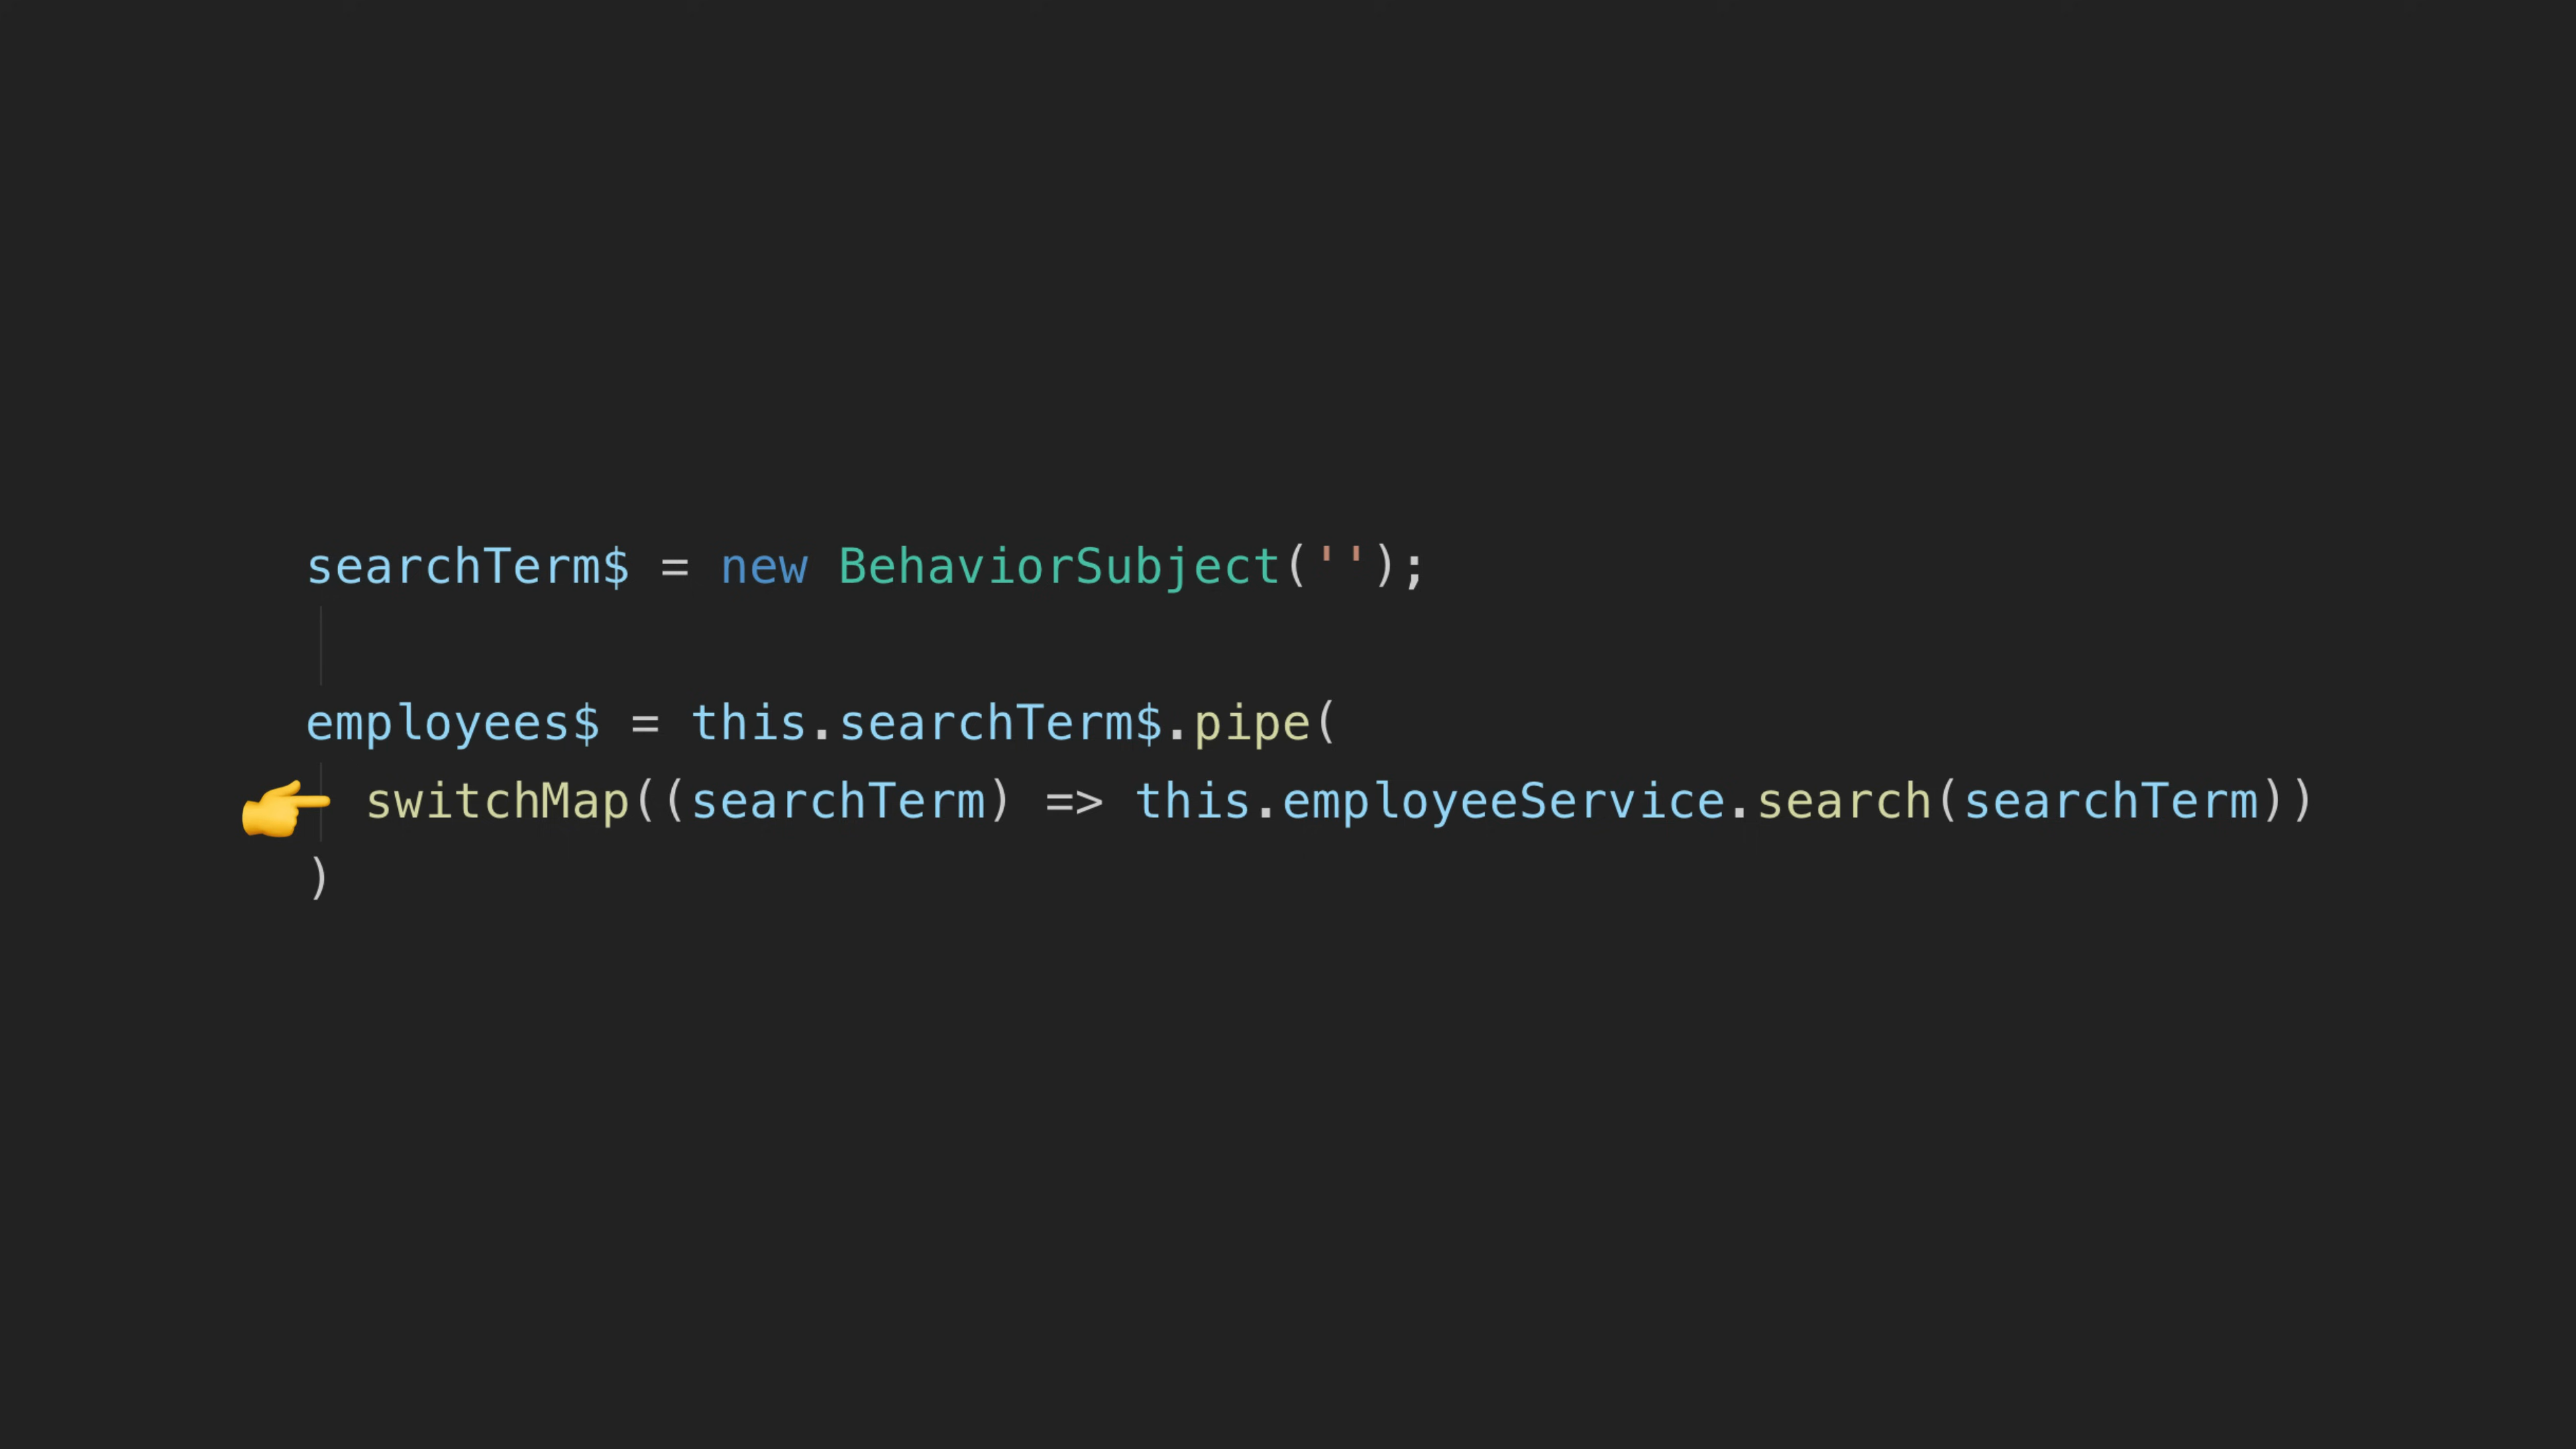 searchTerm$ = new BehaviorSubject('');
employees$ = this.searchTerm$.pipe(
switchMap((searchTerm) => this.employeeService.search(searchTerm))
)